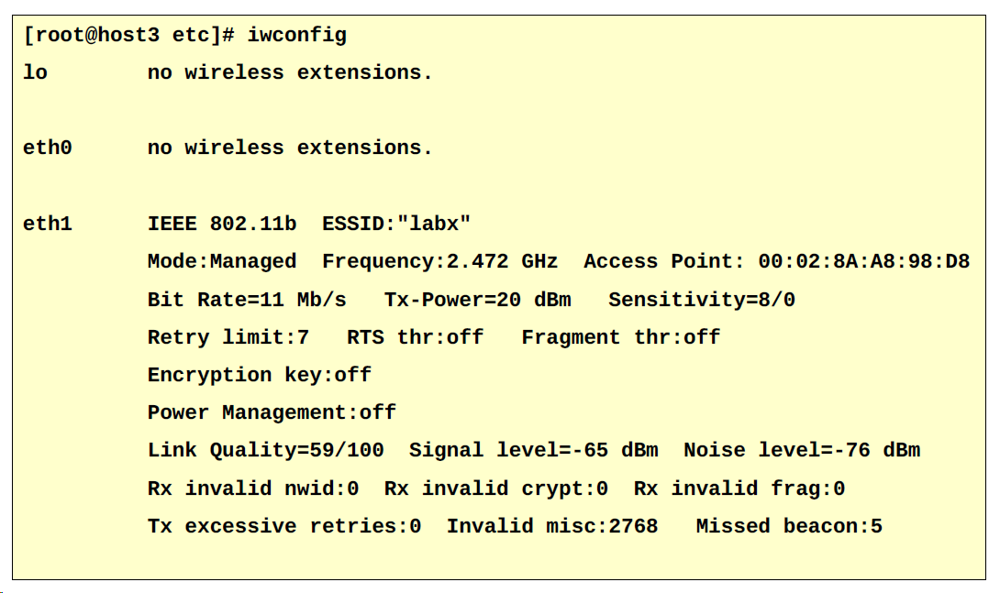 [root@host3 etc]# iwconfig
lo        no wireless extensions.
eth0      no wireless extensions.
eth1      IEEE 802.11b  ESSID:"labx"
          Mode:Managed  Frequency:2.472 GHz  Access Point: 00:02:8A:A8:98:D8
          Bit Rate=11 Mb/s   Tx-Power=20 dBm   Sensitivity=8/0
          Retry limit:7   RTS thr:off   Fragment thr:off
          Encryption key:off
          Power Management:off
          Link Quality=59/100  Signal level=-65 dBm  Noise level=-76 dBm
          Rx invalid nwid:0  Rx invalid crypt:0  Rx invalid frag:0
          Tx excessive retries:0  Invalid misc:2768   Missed beacon:5